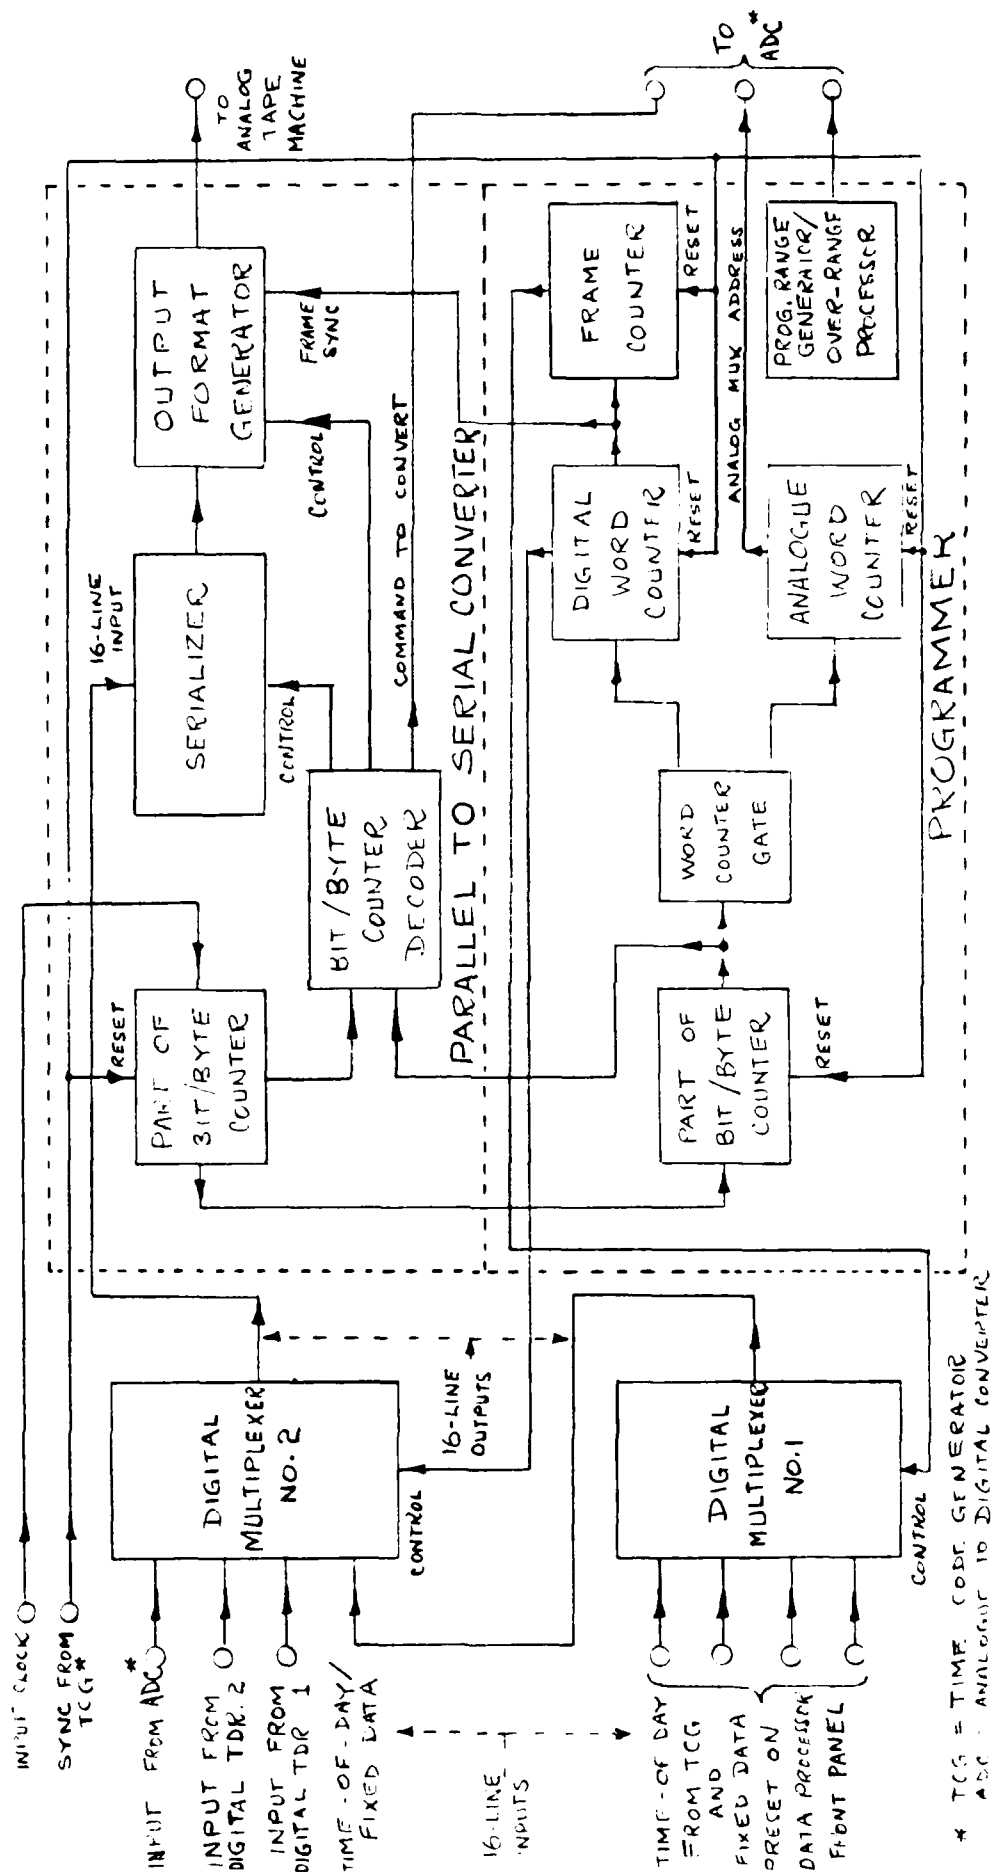 INPUT CLOCK
SYNC FROM
TCG*
INPUT FROM ADC*
INPUT FROM
DIGITAL TDR. 2
INPUT FROM
DIGITAL TDR 1
TIME-OF-DAY/
FIXED DATA
16-LINE
INPUTS
TIME-OF DAY
FROM TCG
AND
FIXED DATA
PRESET ON
DATA PROCESSOR
FRONT PANEL
DIGITAL
MULTIPLEXER
NO. 2
CONTROL
16-LINE
OUTPUTS
DIGITAL
MULTIPLEXER
NO. 1
CONTROL
RESET
PART OF
BIT/BYTE
COUNTER
16-LINE
INPUT
SERIALIZER
CONTROL
BIT/BYTE
COUNTER
DECODER
OUTPUT
FORMAT
GENERATOR
CONTROL
FRAME
SYNC
TO
ANALOG
TAPE
MACHINE
COMMAND TO CONVERT
PARALLEL TO SERIAL CONVERTER
PART OF
BIT/BYTE
COUNTER
RESET
WORD
COUNTER
GATE
DIGITAL
WORD
COUNTER
RESET
FRAME
COUNTER
RESET
ANALOG MUX ADDRESS
ANALOGUE
WORD
COUNTER
RESET
PROG. RANGE
GENERATOR/
OVER-RANGE
PROCESSOR
TO
ADC*
PROGRAMMER
* TCG = TIME CODE GENERATOR
ADC - ANALOGUE TO DIGITAL CONVERTER